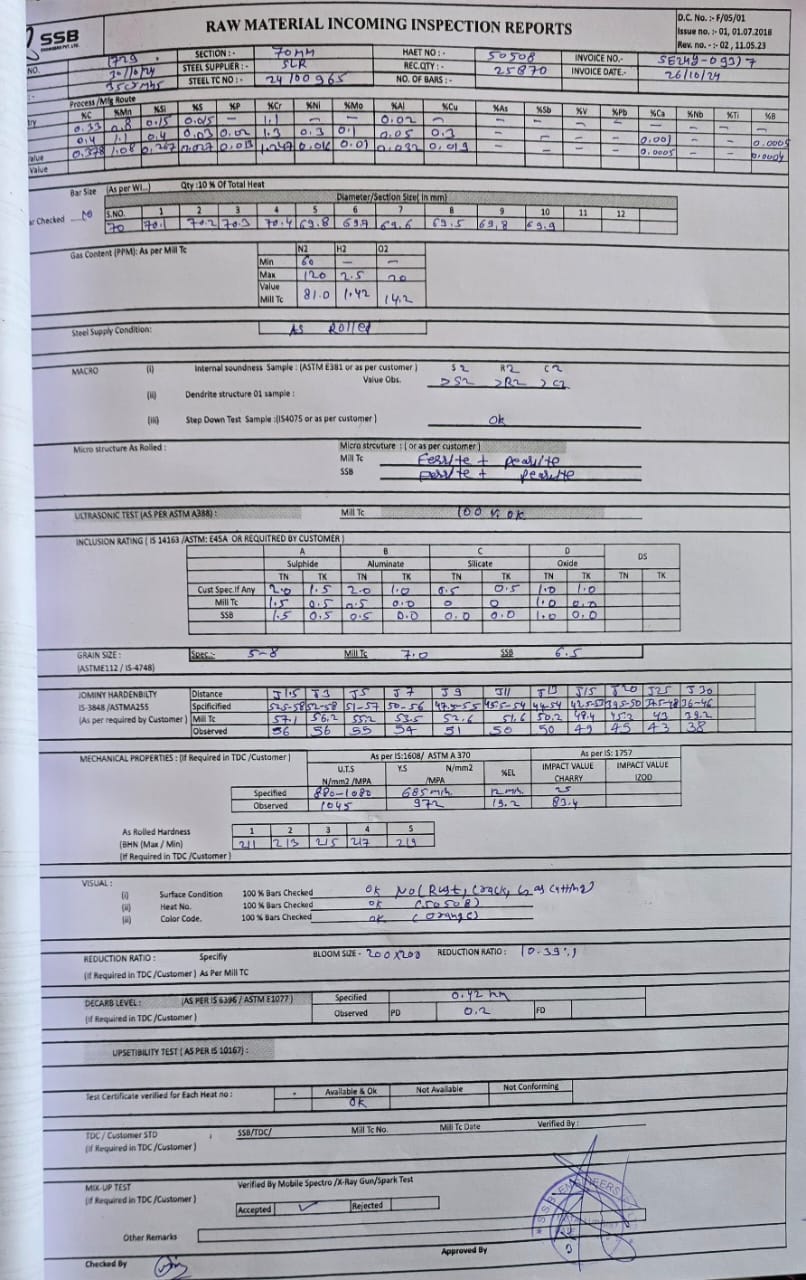 SSB
RAW MATERIAL INCOMING INSPECTION REPORTS
D.C. No. :- F/05/01
Issue no. :- 01, 01.07.2018
Rev. no. -:- 02 , 11.05.23
NO. 1729 SECTION:- 70MM HAET NO:- 50508 INVOICE NO.-
30/10/24 STEEL SUPPLIER:- SLR REC.QTY:- 25870 INVOICE DATE.- 26/10/24
STEEL TC NO:- 24/00965 NO. OF BARS:-
Process/Mfg Route
%C %Mn %Si %S %P %Cr %Ni %Mo %Al %Cu %As %Sb %V %Pb %Ca %Nb %Ti %B
0.33 0.8 0.15 0.015 — 1.1 — — 0.02 — — — — — — — — —
0.4 1.1 0.4 0.03 0.02 1.3 0.3 0.1 0.05 0.3 — — — — 0.001 — — 0.0005
Value 0.378 1.08 0.267 0.027 0.013 1.247 0.016 0.01 0.032 0.019 — — — — 0.0005 — — 0.0004
Value
Bar Size (As per WI...) Qty :10 % Of Total Heat
Diameter/Section Size( In mm)
r Checked 10 S.NO. 1 2 3 4 5 6 7 8 9 10 11 12
70 70.1 70.2 70.3 70.4 69.8 69.7 69.6 69.5 69.8 69.9
Gas Content (PPM): As per Mill Tc N2 H2 O2
Min 60 — —
Max 120 2.5 20
Value Mill Tc 81.0 1.42 14.2
Steel Supply Condition: As Rolled
MACRO (i) Internal soundness Sample : (ASTM E381 or as per customer ) S2 R2 C2
Value Obs. >S2 >R2 >C2
(ii) Dendrite structure 01 sample :
(iii) Step Down Test Sample :(IS4075 or as per customer ) Ok
Micro structure As Rolled : Micro strcuture : ( or as per customer )
Mill Tc Ferrite + pearlite
SSB Ferrite + pearlite
ULTRASONIC TEST (AS PER ASTM A388) : Mill Tc 100 % ok
INCLUSION RATING ( IS 14163 /ASTM: E45A OR REQUITRED BY CUSTOMER )
A B C D DS
Sulphide Aluminate Silicate Oxide
TN TK TN TK TN TK TN TK TN TK
Cust Spec.If Any 2.0 1.5 2.0 1.0 0.5 0.5 1.0 1.0
Mill Tc 1.5 0.5 0.5 0.0 0 0 1.0 0.0
SSB 1.5 0.5 0.5 0.0 0.0 0.0 1.0 0.0
GRAIN SIZE : Spec:- 5-8 Mill Tc 7.0 SSB 6.5
(ASTME112 / IS-4748)
JOMINY HARDENBILTY Distance J1.5 J3 J5 J7 J9 J11 J13 J15 J20 J25 J30
IS-3848 /ASTMA255 Spcificified 52.5-58 52-58 51-57 50-56 47.5-55 45.5-54 44-54 42.5-53 39.5-50 37.5-48 36-46
(As per required by Customer ) Mill Tc 57.1 56.2 55.2 53.5 52.6 51.6 50.2 48.4 45.2 43 39.2
Observed 56 56 55 54 51 50 50 49 45 43 38
MECHANICAL PROPERTIES : (If Required in TDC /Customer ) As per IS:1608/ ASTM A 370 As per IS: 1757
U.T.S Y.S N/mm2 %EL IMPACT VALUE IMPACT VALUE
N/mm2 /MPA /MPA CHARRY IZOD
Specified 880-1080 685 min. 12 min. 25
Observed 1045 972 19.2 83.4
As Rolled Hardness 1 2 3 4 5
(BHN (Max / Min) 211 213 215 217 219
(If Required in TDC /Customer )
VISUAL :
(i) Surface Condition 100 % Bars Checked ok No (Rust, Crack, Gas Cutting)
(ii) Heat No. 100 % Bars Checked ok (50508)
(iii) Color Code. 100 % Bars Checked ok (orange)
REDUCTION RATIO : Specifiy BLOOM SIZE - 200x200 REDUCTION RATIO : 10.39:1
(If Required in TDC /Customer ) As Per Mill TC
DECARB LEVEL : (AS PER IS 6396 / ASTM E1077 ) Specified 0.42 mm
(If Required in TDC /Customer ) Observed PD 0.2 FD
UPSETIBILITY TEST ( AS PER IS 10167) :
Test Certificate verified for Each Heat no : - Available & Ok Not Available Not Conforming
OK
TDC / Customer STD : SSB/TDC/ Mill Tc No. Mill Tc Date Verified By :
(If Required in TDC /Customer )
MIX-UP TEST Verified By Mobile Spectro /X-Ray Gun/Spark Test
(If Required in TDC /Customer ) Accepted ✓ Rejected
Other Remarks
Checked By Approved By